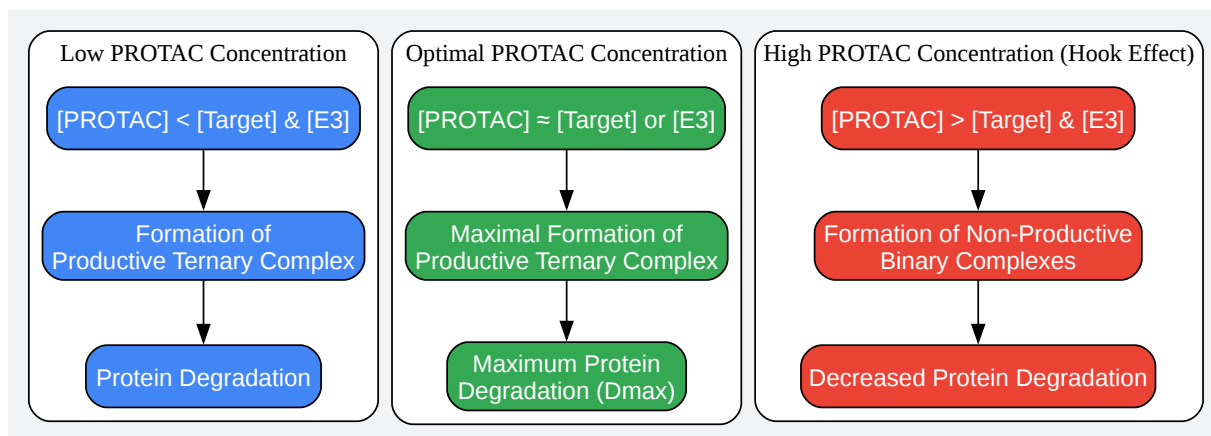 Low PROTAC Concentration
[PROTAC] < [Target] & [E3]
Formation of
Productive Ternary Complex
Protein Degradation
Optimal PROTAC Concentration
[PROTAC] ≈ [Target] or [E3]
Maximal Formation of
Productive Ternary Complex
Maximum Protein
Degradation (Dmax)
High PROTAC Concentration (Hook Effect)
[PROTAC] > [Target] & [E3]
Formation of Non-Productive
Binary Complexes
Decreased Protein Degradation